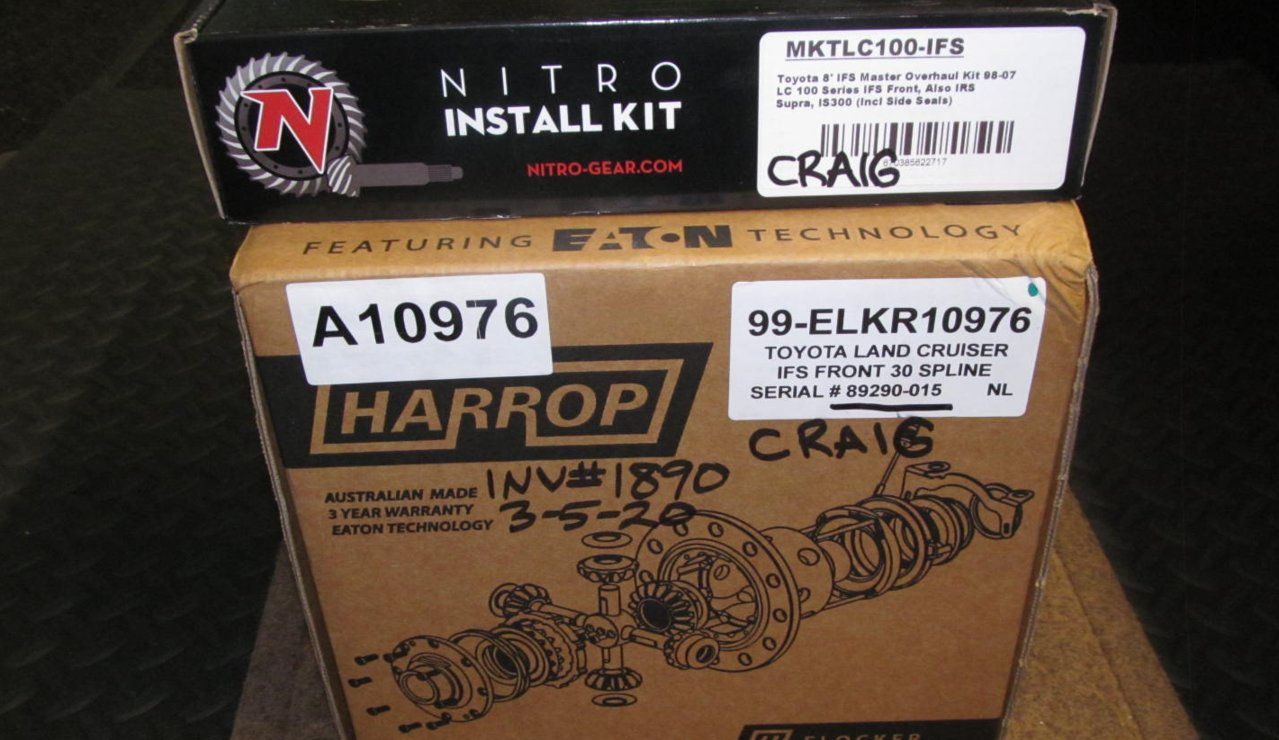 NITRO
INSTALL KIT
NITRO-GEAR.COM
N
MKTLC100-IFS
Toyota 8' IFS Master Overhaul Kit 98-07
LC 100 Series IFS Front, Also IRS
Supra, IS300 (Incl Side Seals)
670385622717
CRAIG
FEATURING EATON TECHNOLOGY
A10976
99-ELKR10976
TOYOTA LAND CRUISER
IFS FRONT 30 SPLINE
SERIAL # 89290-015 NL
HARROP
CRAIG
AUSTRALIAN MADE
3 YEAR WARRANTY
EATON TECHNOLOGY
INV#1890
3-5-20
ELOCKER